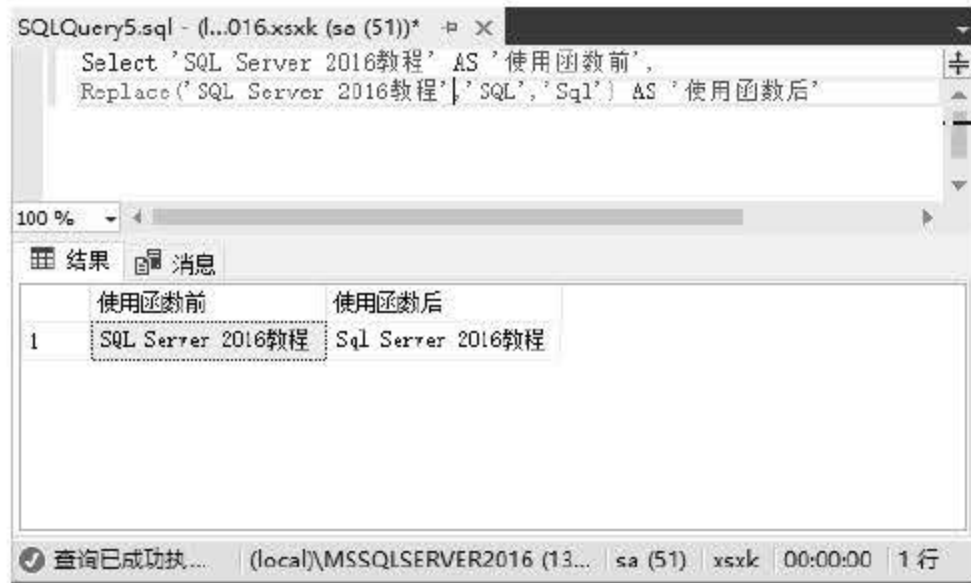 SQLQuery5.sql - (l...016.xsxk (sa (51))*
Select 'SQL Server 2016教程' AS '使用函数前',
Replace('SQL Server 2016教程','SQL','Sql') AS '使用函数后'
100 %
结果 消息
使用函数前 使用函数后
1 SQL Server 2016教程 Sql Server 2016教程
查询已成功执... (local)\MSSQLSERVER2016 (13... sa (51) xsxk 00:00:00 1 行